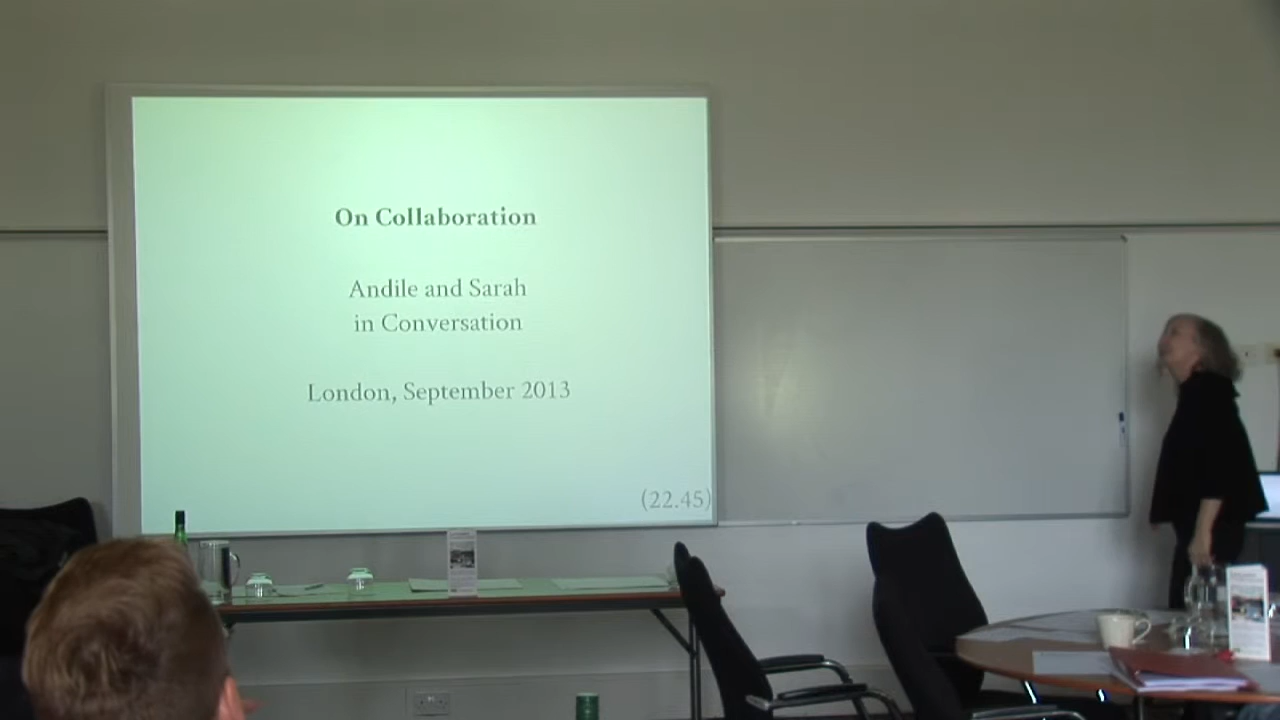 On Collaboration
Andile and Sarah
in Conversation
London, September 2013
(22.45)